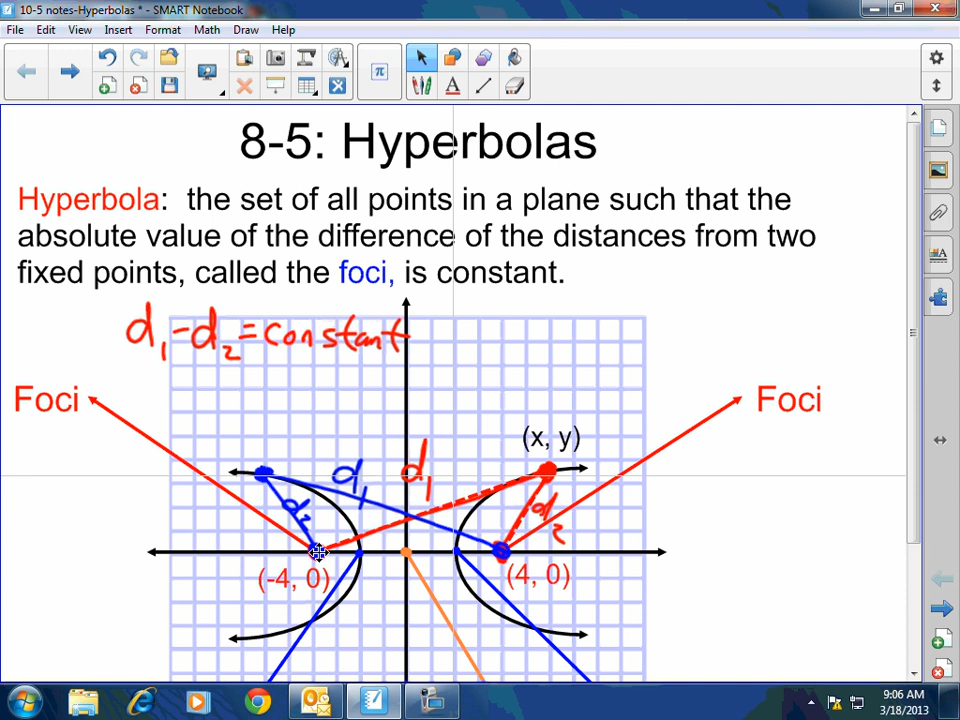 10-5 notes-Hyperbolas * - SMART Notebook
File Edit View Insert Format Math Draw Help
π
8-5: Hyperbolas
Hyperbola: the set of all points in a plane such that the
absolute value of the difference of the distances from two
fixed points, called the foci, is constant.
d₁-d₂=constant
Foci
Foci
(x, y)
d₁
d₁
d₂
d₂
(-4, 0)
(4, 0)
9:06 AM
3/18/2013